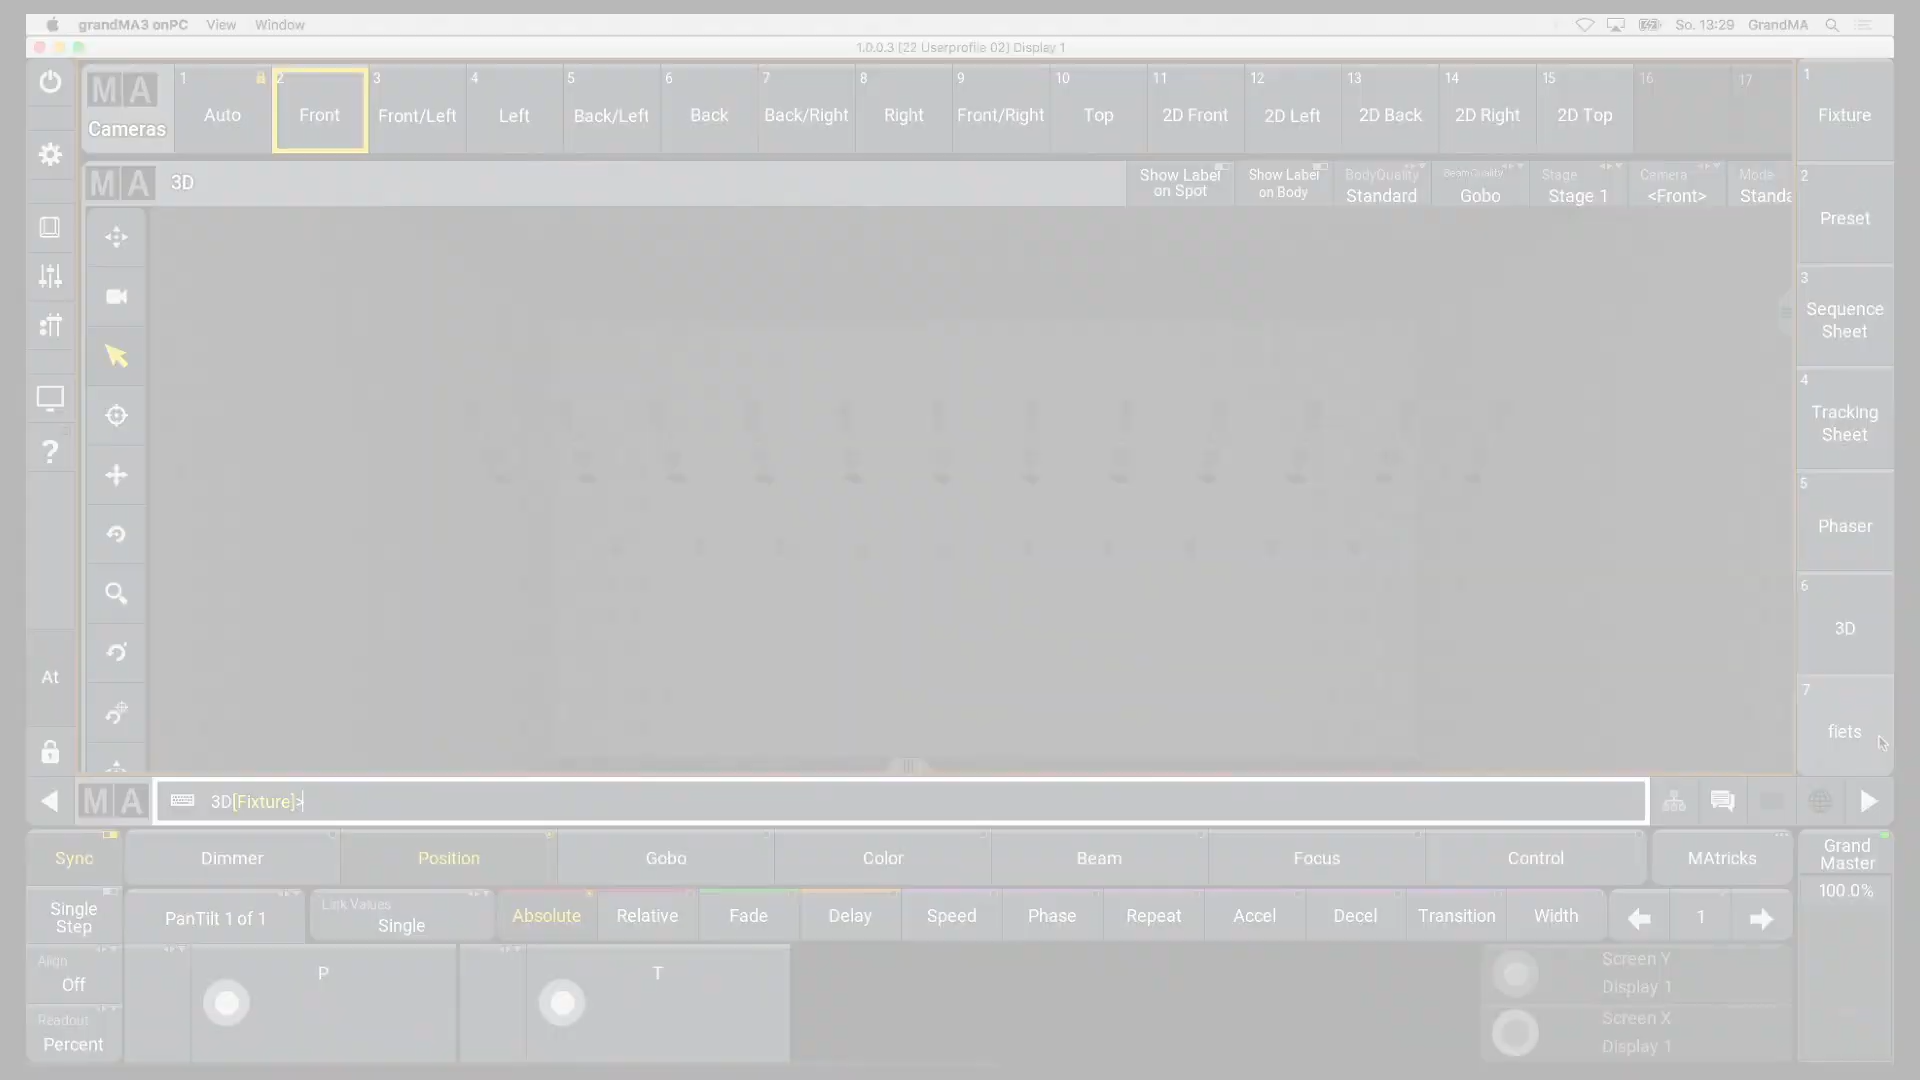 grandMA3 onPC View Window So. 13:29 GrandMA
1.0.0.3 [22 Userprofile 02] Display 1
MA
Cameras
1 Auto
2 Front
3 Front/Left
4 Left
5 Back/Left
6 Back
7 Back/Right
8 Right
9 Front/Right
10 Top
11 2D Front
12 2D Left
13 2D Back
14 2D Right
15 2D Top
16
17
MA 3D
Show Label
on Spot
Show Label
on Body
BodyQuality
Standard
BeamQuality
Gobo
Stage
Stage 1
Camera
<Front>
Mode
Standa
1
Fixture
2
Preset
3
Sequence
Sheet
4
Tracking
Sheet
5
Phaser
6
3D
7
fiets
?
At
MA 3D[Fixture]>
Sync Dimmer Position Gobo Color Beam Focus Control MAtricks
Grand
Master
100.0%
Single
Step
PanTilt 1 of 1
Link Values
Single
Absolute Relative Fade Delay Speed Phase Repeat Accel Decel Transition Width 1
Align
Off
P
T
Screen Y
Display 1
Readout
Percent
Screen X
Display 1